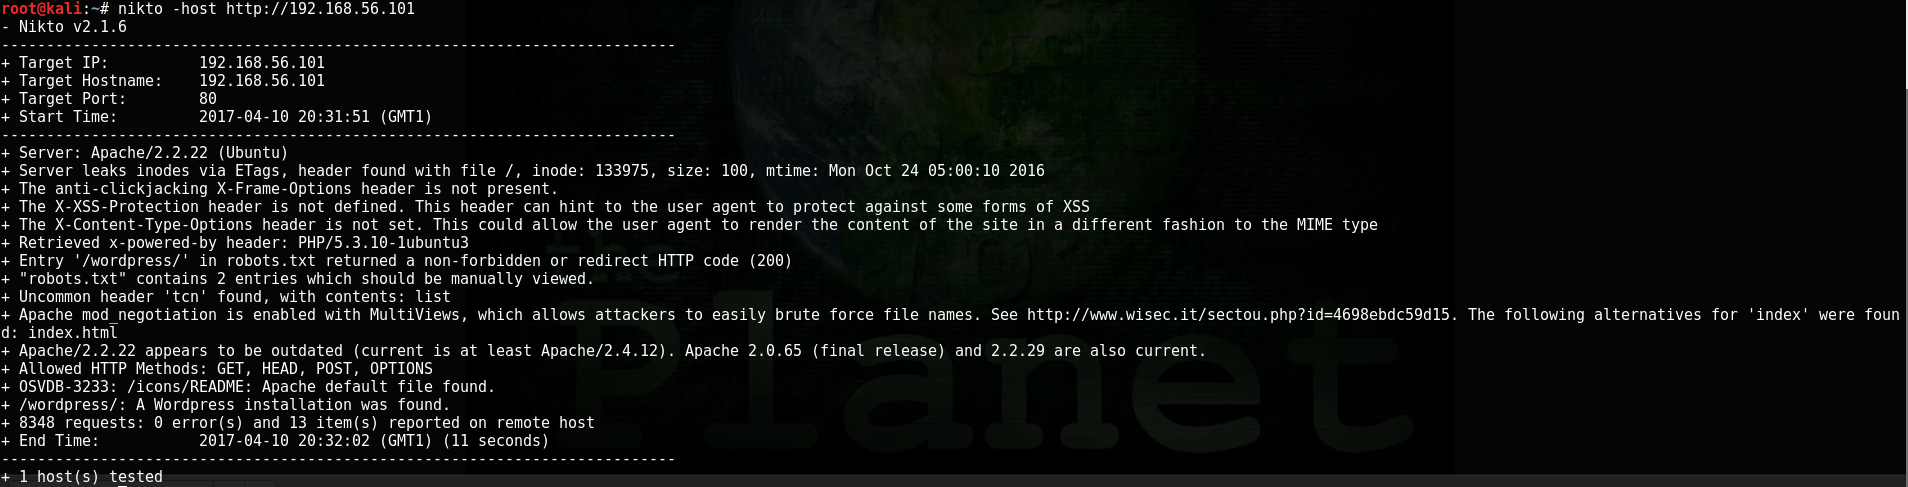 root@kali:~# nikto -host http://192.168.56.101
- Nikto v2.1.6
---------------------------------------------------------------------------
+ Target IP:          192.168.56.101
+ Target Hostname:    192.168.56.101
+ Target Port:        80
+ Start Time:         2017-04-10 20:31:51 (GMT1)
---------------------------------------------------------------------------
+ Server: Apache/2.2.22 (Ubuntu)
+ Server leaks inodes via ETags, header found with file /, inode: 133975, size: 100, mtime: Mon Oct 24 05:00:10 2016
+ The anti-clickjacking X-Frame-Options header is not present.
+ The X-XSS-Protection header is not defined. This header can hint to the user agent to protect against some forms of XSS
+ The X-Content-Type-Options header is not set. This could allow the user agent to render the content of the site in a different fashion to the MIME type
+ Retrieved x-powered-by header: PHP/5.3.10-1ubuntu3
+ Entry '/wordpress/' in robots.txt returned a non-forbidden or redirect HTTP code (200)
+ "robots.txt" contains 2 entries which should be manually viewed.
+ Uncommon header 'tcn' found, with contents: list
+ Apache mod_negotiation is enabled with MultiViews, which allows attackers to easily brute force file names. See http://www.wisec.it/sectou.php?id=4698ebdc59d15. The following alternatives for 'index' were foun
d: index.html
+ Apache/2.2.22 appears to be outdated (current is at least Apache/2.4.12). Apache 2.0.65 (final release) and 2.2.29 are also current.
+ Allowed HTTP Methods: GET, HEAD, POST, OPTIONS
+ OSVDB-3233: /icons/README: Apache default file found.
+ /wordpress/: A Wordpress installation was found.
+ 8348 requests: 0 error(s) and 13 item(s) reported on remote host
+ End Time:           2017-04-10 20:32:02 (GMT1) (11 seconds)
---------------------------------------------------------------------------
+ 1 host(s) tested
the
Planet